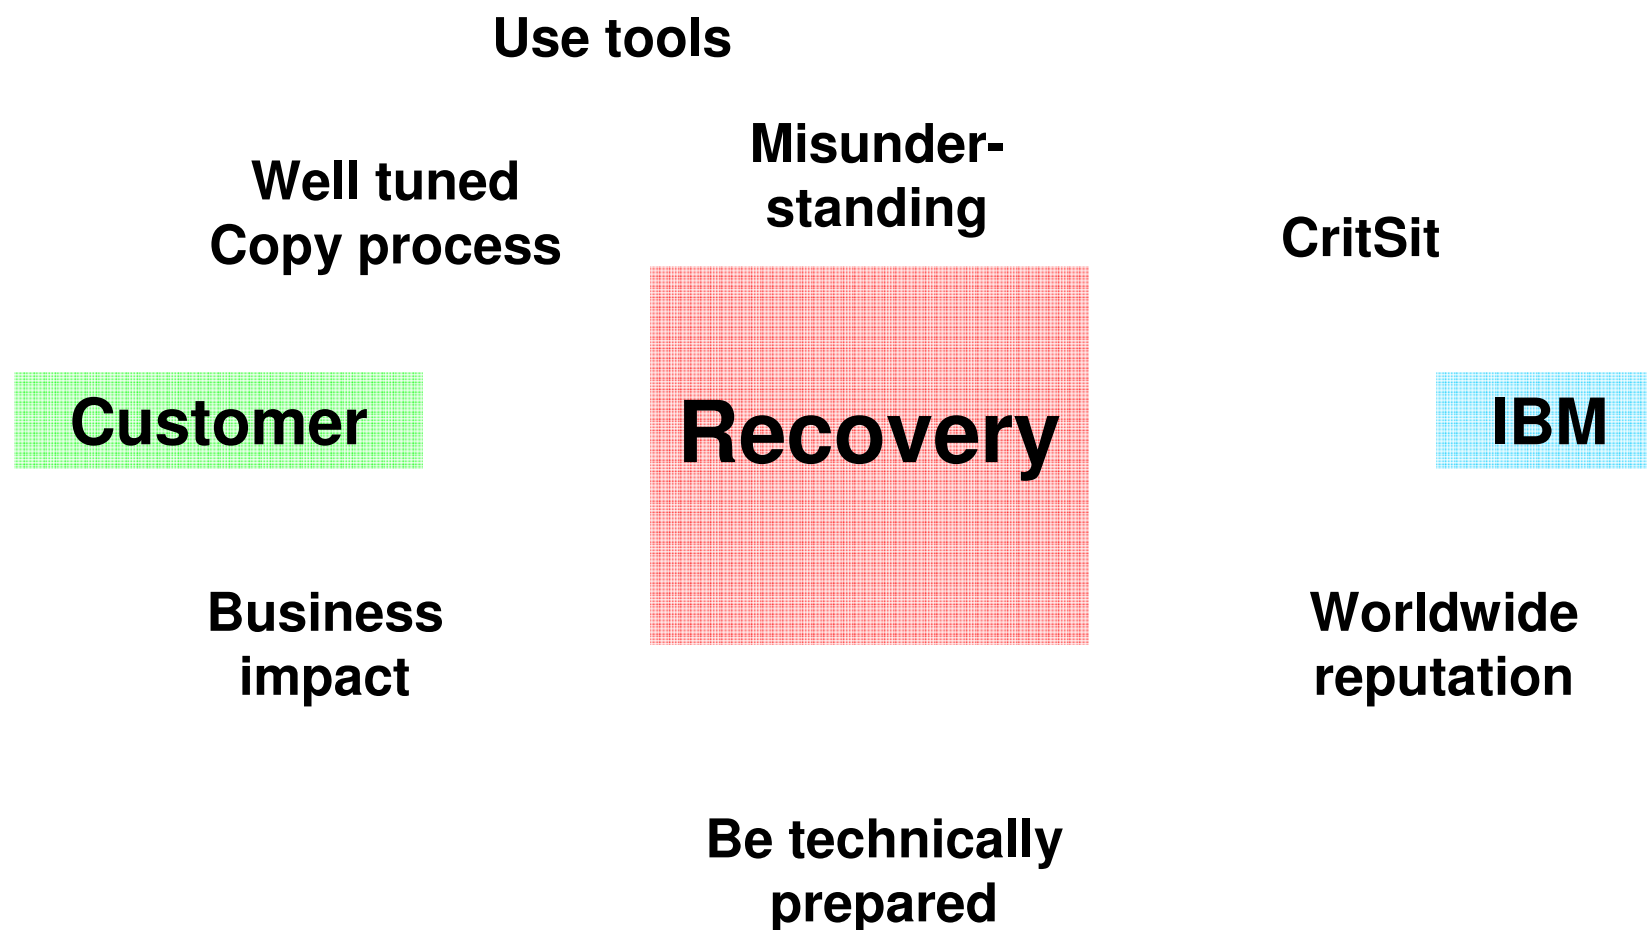 Use tools
Misunder-
standing
Well tuned
Copy process
CritSit
Customer
Recovery
IBM
Business
impact
Worldwide
reputation
Be technically
prepared